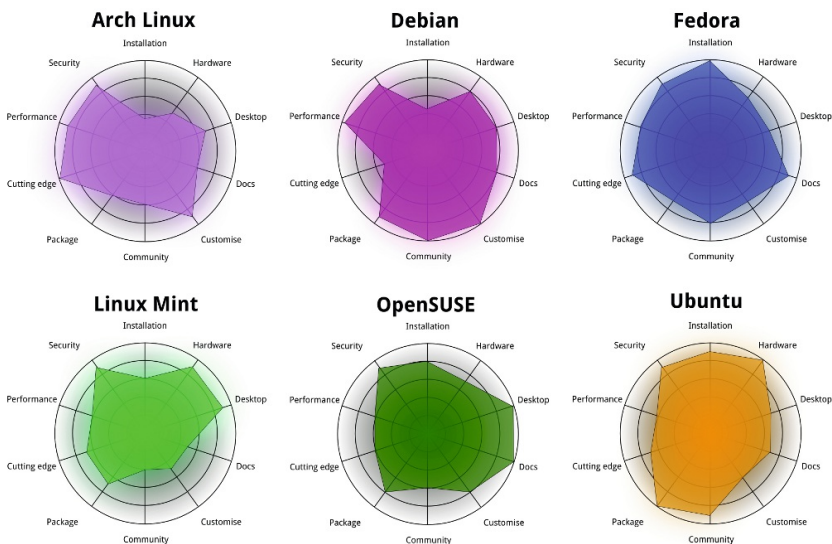 Arch Linux
Installation
Security
Hardware
Performance
Desktop
Cutting edge
Docs
Package
Customise
Community
Debian
Installation
Security
Hardware
Performance
Desktop
Cutting edge
Docs
Package
Customise
Community
Fedora
Installation
Security
Hardware
Performance
Desktop
Cutting edge
Docs
Package
Customise
Community
Linux Mint
Installation
Security
Hardware
Performance
Desktop
Cutting edge
Docs
Package
Customise
Community
OpenSUSE
Installation
Security
Hardware
Performance
Desktop
Cutting edge
Docs
Package
Customise
Community
Ubuntu
Installation
Security
Hardware
Performance
Desktop
Cutting edge
Docs
Package
Customise
Community